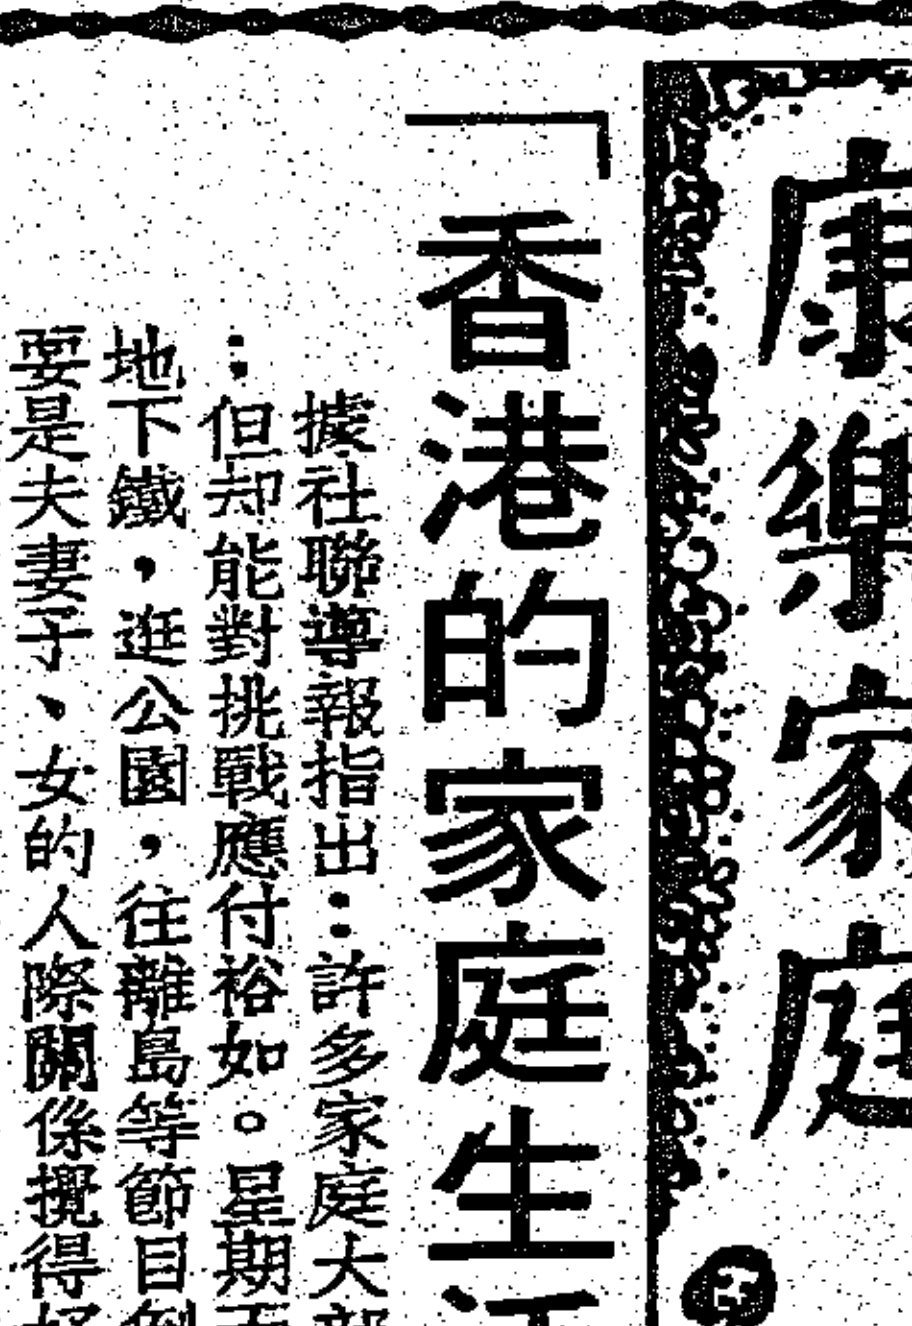 康樂家庭
「香港的家庭生活
據社聯導報指出：許多家庭大部
：但却能對挑戰應付裕如。星期
地下鐵，逛公園，往離島等節目倒
要是夫妻子、女的人際關係攪得好